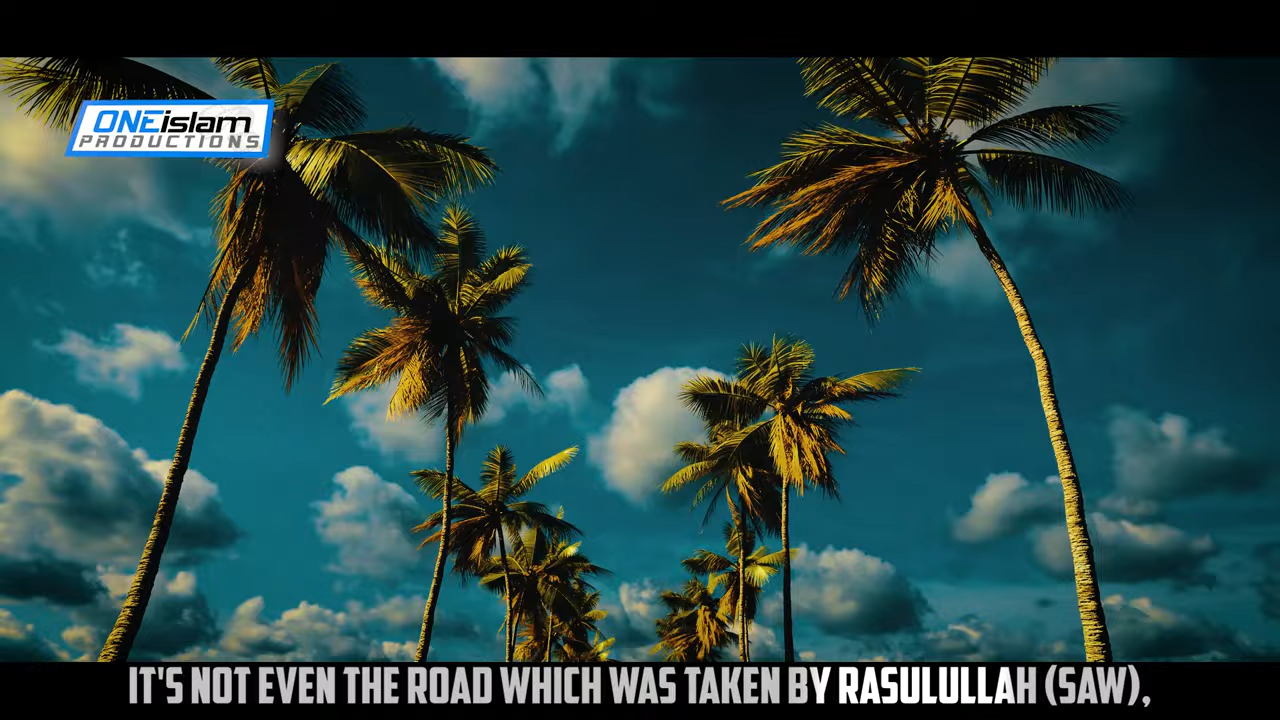 ONEislam
PRODUCTIONS
IT'S NOT EVEN THE ROAD WHICH WAS TAKEN BY RASULULLAH (SAW),